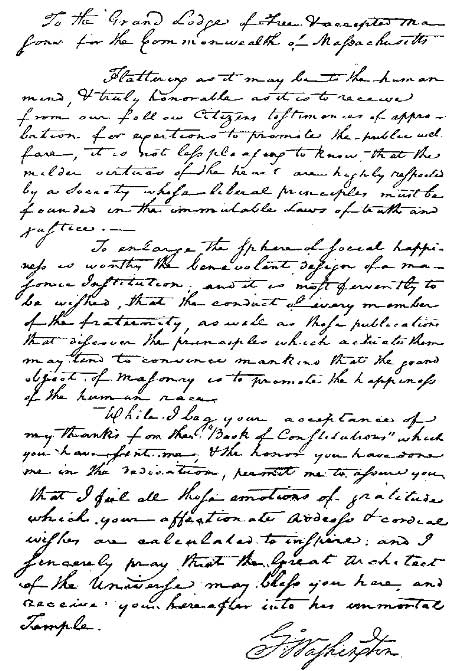 To the Grand Lodge of Free & accepted Ma-
sons for the Commonwealth of Massachusetts
Flattering as it may be to the human
mind, & truly honorable as it is to receive
from our fellow Citizens testimonies of appro-
bation for exertions to promote the public wel-
fare, it is not less pleasing to know that the
milder virtues of the heart are highly respected
by a Society whose liberal principles must be
founded in the immutable Laws of truth and
justice.—
To enlarge the sphere of social happi-
ness is worthy the benevolent design of a ma-
sonic Institution; and it is most fervently to
be wished, that the conduct of every member
of the fraternity, as well as those publications
that discover the principles which actuate them
may tend to convince mankind that the grand
object of Masonry is to promote the happiness
of the human race.
While I beg your acceptance of
my thanks for the "Book of Constitutions" which
you have sent me, & the honor you have done
me in the dedication, permit me to assure you
that I feel all those emotions of gratitude
which your affectionate Address & cordial
wishes are calculated to inspire: and I
sincerely pray that the Great Architect
of the Universe may bless you here, and
receive you hereafter into his immortal
Temple.
G Washington